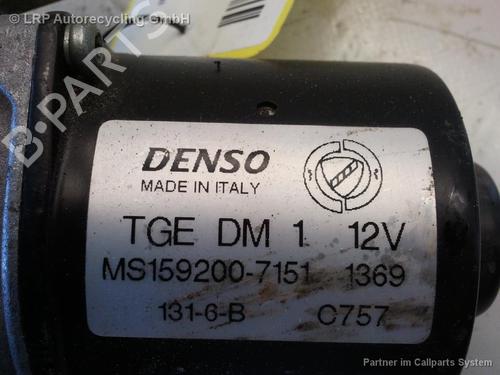 © LRP Autorecycling GmbH
B-PARTS
1
DENSO
MADE IN ITALY
TGE DM 1 12V
MS159200-7151 1369
131-6-B C757
Partner im Callparts System